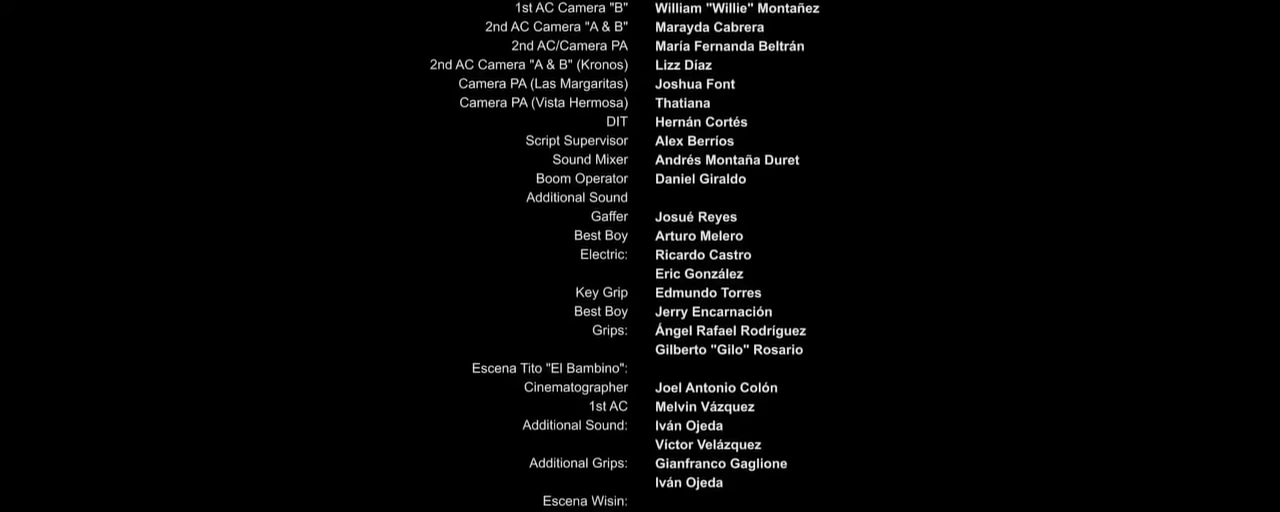 1st AC Camera "B" William "Willie" Montañez
2nd AC Camera "A & B" Marayda Cabrera
2nd AC/Camera PA María Fernanda Beltrán
2nd AC Camera "A & B" (Kronos) Lizz Díaz
Camera PA (Las Margaritas) Joshua Font
Camera PA (Vista Hermosa) Thatiana
DIT Hernán Cortés
Script Supervisor Alex Berríos
Sound Mixer Andrés Montaña Duret
Boom Operator Daniel Giraldo
Additional Sound
Gaffer Josué Reyes
Best Boy Arturo Melero
Electric: Ricardo Castro
Eric González
Key Grip Edmundo Torres
Best Boy Jerry Encarnación
Grips: Ángel Rafael Rodríguez
Gilberto "Gilo" Rosario
Escena Tito "El Bambino":
Cinematographer Joel Antonio Colón
1st AC Melvin Vázquez
Additional Sound: Iván Ojeda
Víctor Velázquez
Additional Grips: Gianfranco Gaglione
Iván Ojeda
Escena Wisin: